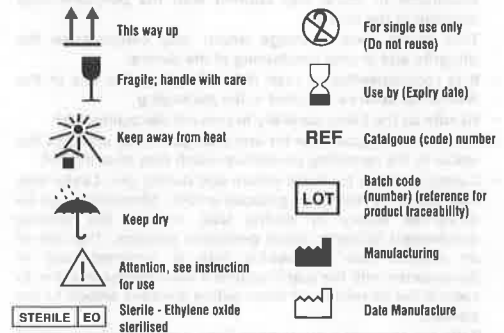 This way up
Fragile; handle with care
Keep away from heat
Keep dry
Attention, see instruction
for use
STERILE EO
Sterile - Ethylene oxide
sterilised
2
For single use only
(Do not reuse)
Use by (Expiry date)
REF Catalgoue (code) number
LOT
Batch code
(number) (reference for
product traceability)
Manufacturing
Date Manufacture